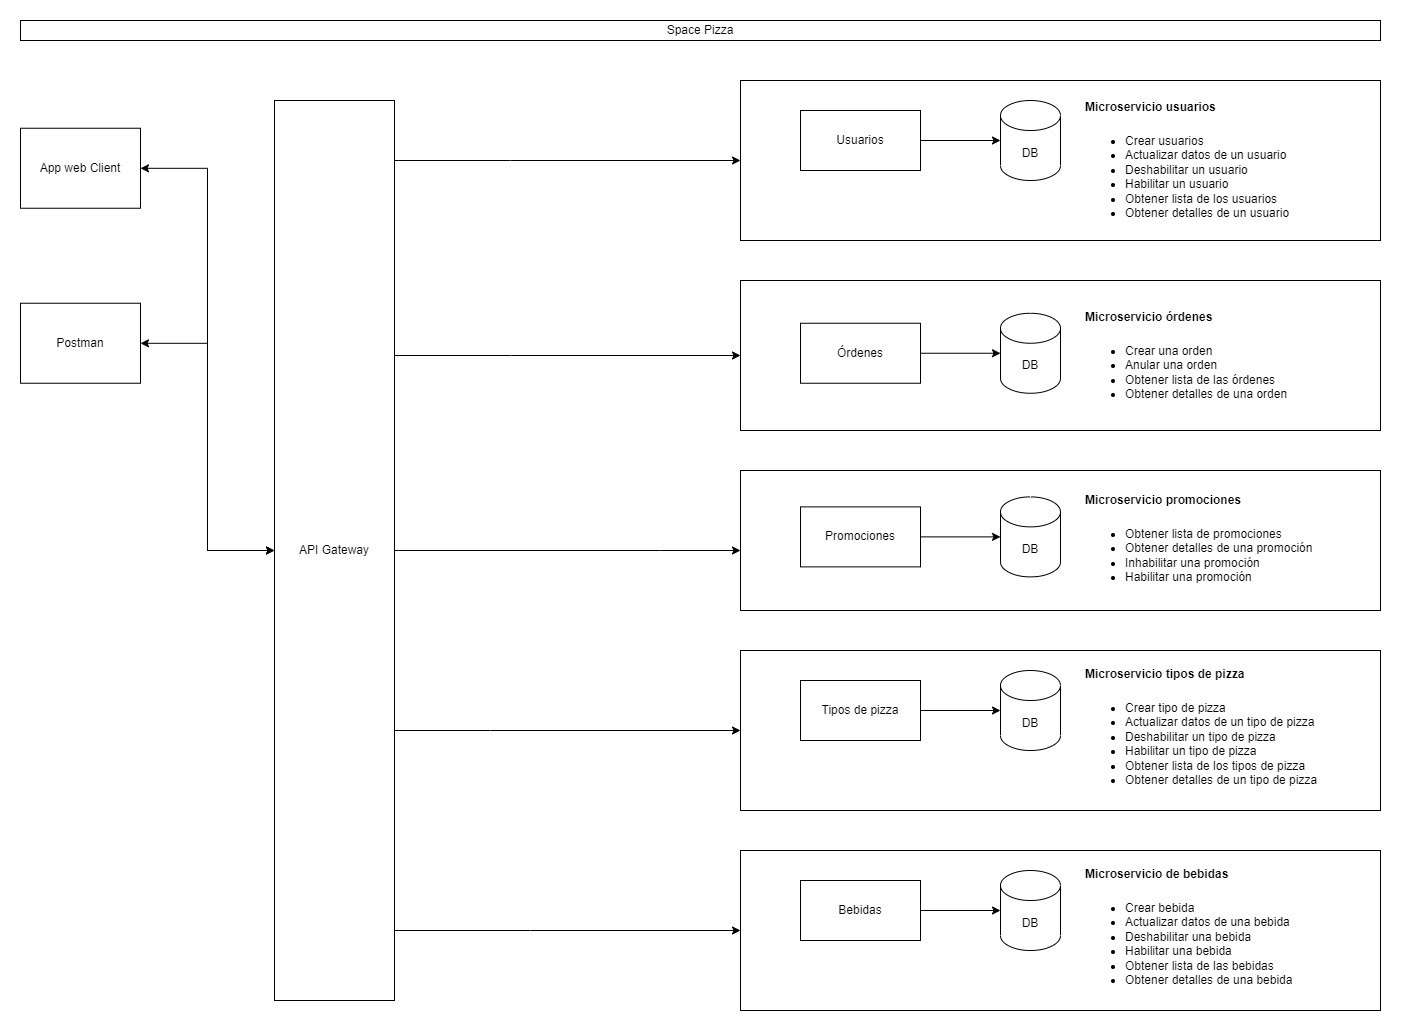 Space Pizza
App web Client
Postman
API Gateway
Usuarios
DB
Microservicio usuarios
Crear usuarios
Actualizar datos de un usuario
Deshabilitar un usuario
Habilitar un usuario
Obtener lista de los usuarios
Obtener detalles de un usuario
Órdenes
DB
Microservicio órdenes
Crear una orden
Anular una orden
Obtener lista de las órdenes
Obtener detalles de una orden
Promociones
DB
Microservicio promociones
Obtener lista de promociones
Obtener detalles de una promoción
Inhabilitar una promoción
Habilitar una promoción
Tipos de pizza
DB
Microservicio tipos de pizza
Crear tipo de pizza
Actualizar datos de un tipo de pizza
Deshabilitar un tipo de pizza
Habilitar un tipo de pizza
Obtener lista de los tipos de pizza
Obtener detalles de un tipo de pizza
Bebidas
DB
Microservicio de bebidas
Crear bebida
Actualizar datos de una bebida
Deshabilitar una bebida
Habilitar una bebida
Obtener lista de las bebidas
Obtener detalles de una bebida